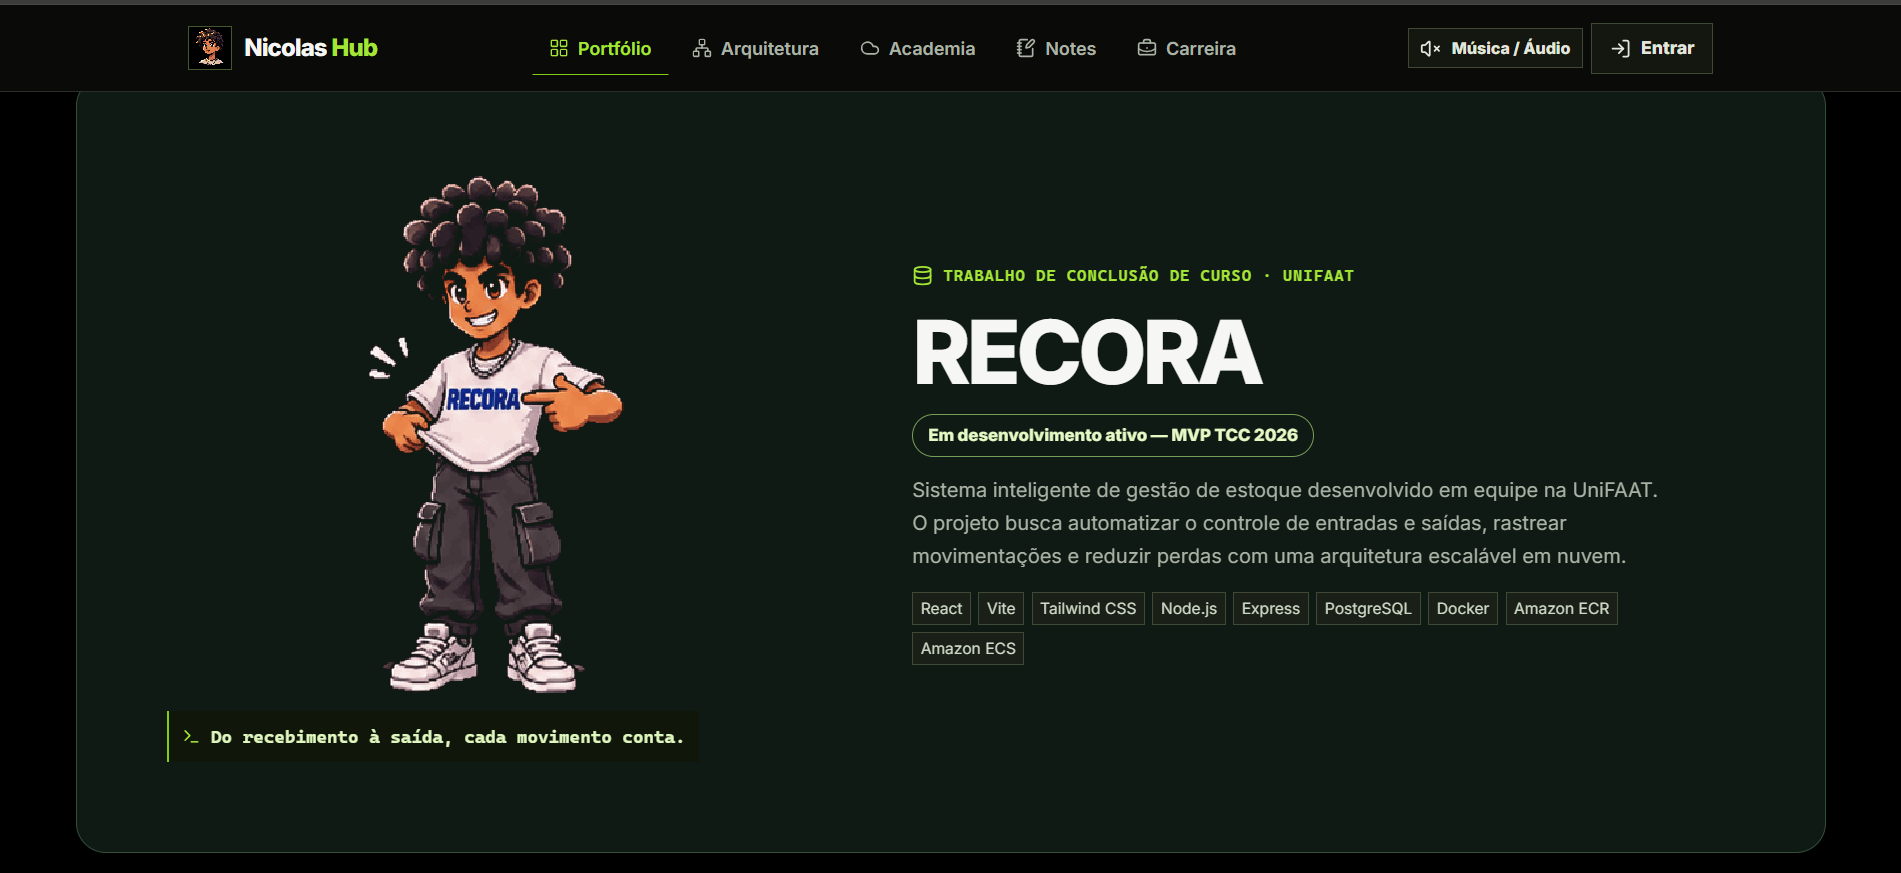 Nicolas Hub
Portfólio
Arquitetura
Academia
Notes
Carreira
Música / Áudio
Entrar
RECORA
>_ Do recebimento à saída, cada movimento conta.
TRABALHO DE CONCLUSÃO DE CURSO · UNIFAAT
RECORA
Em desenvolvimento ativo — MVP TCC 2026
Sistema inteligente de gestão de estoque desenvolvido em equipe na UniFAAT.
O projeto busca automatizar o controle de entradas e saídas, rastrear
movimentações e reduzir perdas com uma arquitetura escalável em nuvem.
React Vite Tailwind CSS Node.js Express PostgreSQL Docker Amazon ECR
Amazon ECS